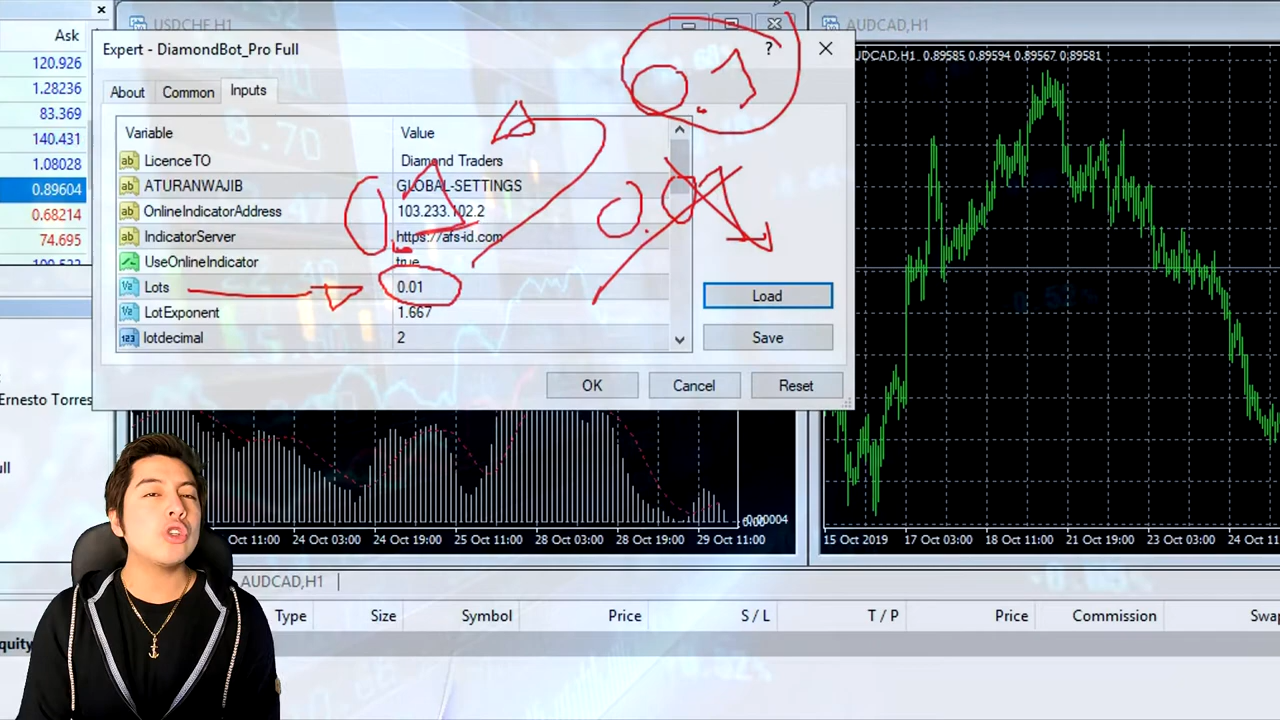 USDCHF,H1
AUDCAD,H1
Ask
120.926
1.28236
83.369
140.431
1.08028
0.89604
0.68214
74.695
Expert - DiamondBot_Pro Full
?
About
Common
Inputs
Variable
Value
LicenceTO
Diamond Traders
ATURANWAJIB
GLOBAL-SETTINGS
OnlineIndicatorAddress
103.233.102.2
IndicatorServer
https://afs-id.com
UseOnlineIndicator
true
Lots
0.01
LotExponent
1.667
lotdecimal
2
Load
Save
OK
Cancel
Reset
UDCAD,H1 0.89585 0.89594 0.89567 0.89581
Ernesto Torres
ull
-0.00004
Oct 11:00
24 Oct 03:00
24 Oct 19:00
25 Oct 11:00
28 Oct 03:00
28 Oct 19:00
29 Oct 11:00
15 Oct 2019
17 Oct 03:00
18 Oct 11:00
21 Oct 19:00
23 Oct 03:00
24 Oct 11
AUDCAD,H1
Type
Size
Symbol
Price
S / L
T / P
Price
Commission
Swap
quity